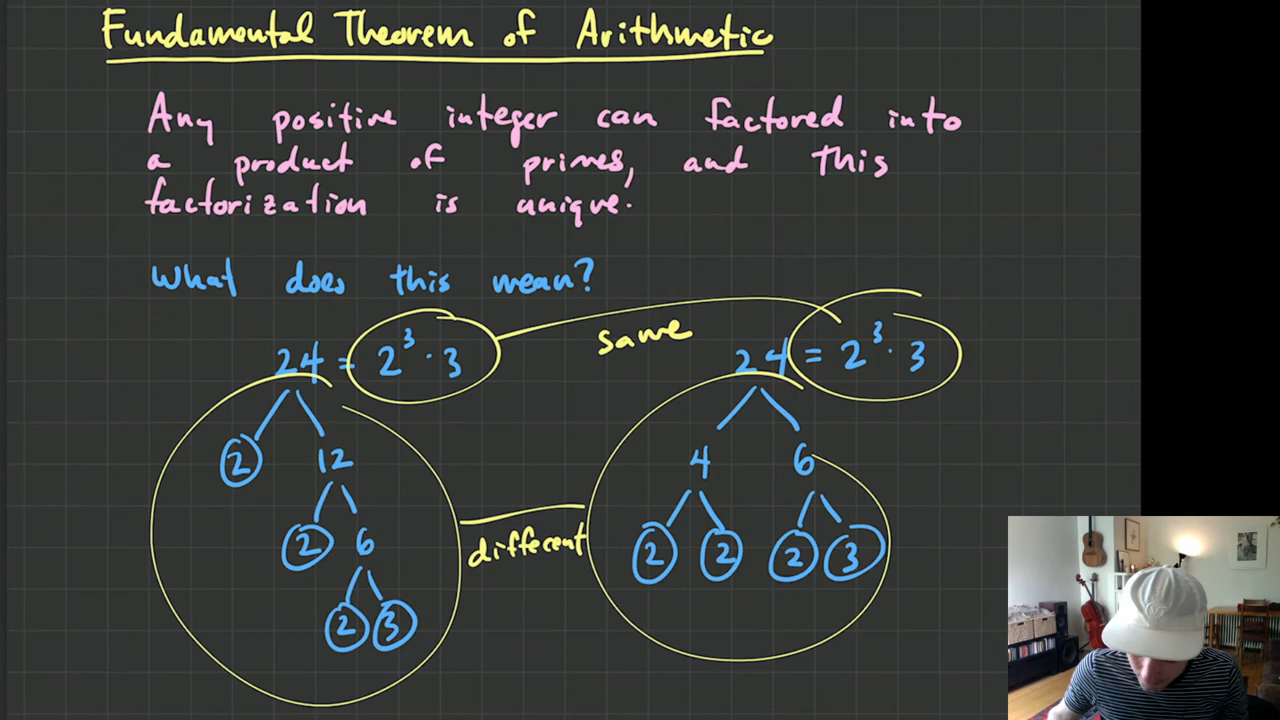 Fundamental Theorem of Arithmetic
Any positive integer can factored into
a product of primes, and this
factorization is unique.
What does this mean?
same
24 = 2³·3 24 = 2³·3
2 12 4 6
2 6 different 2 2 2 3
2 3